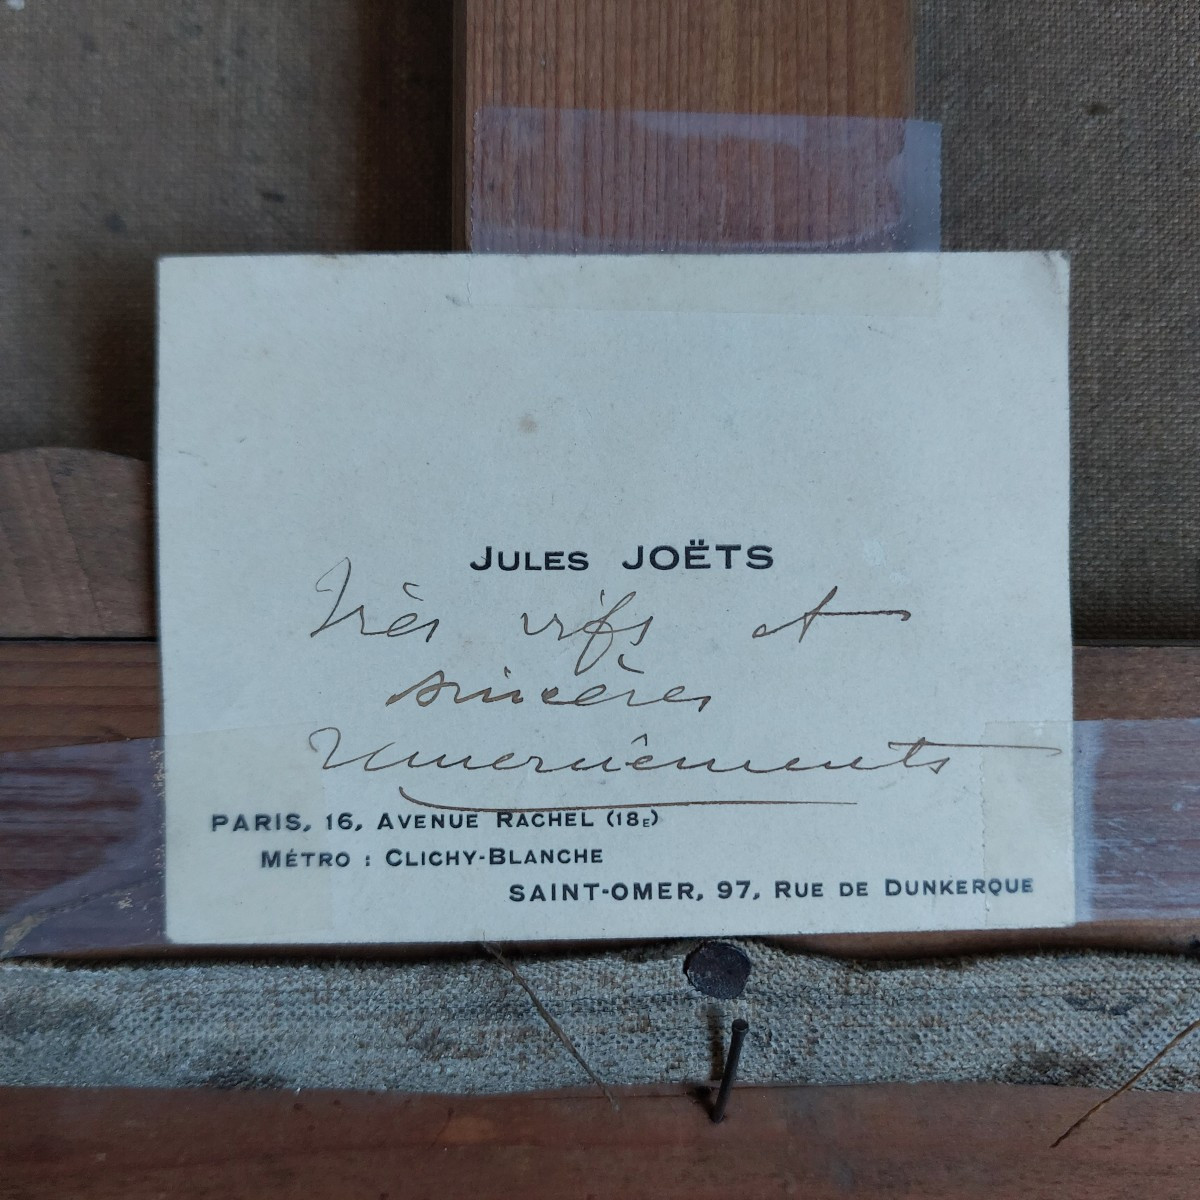 Jules JOËTS
Très vifs et
sincères
Remerciements
PARIS, 16, Avenue Rachel (18E)
Métro : Clichy-Blanche
SAINT-OMER, 97, Rue de Dunkerque